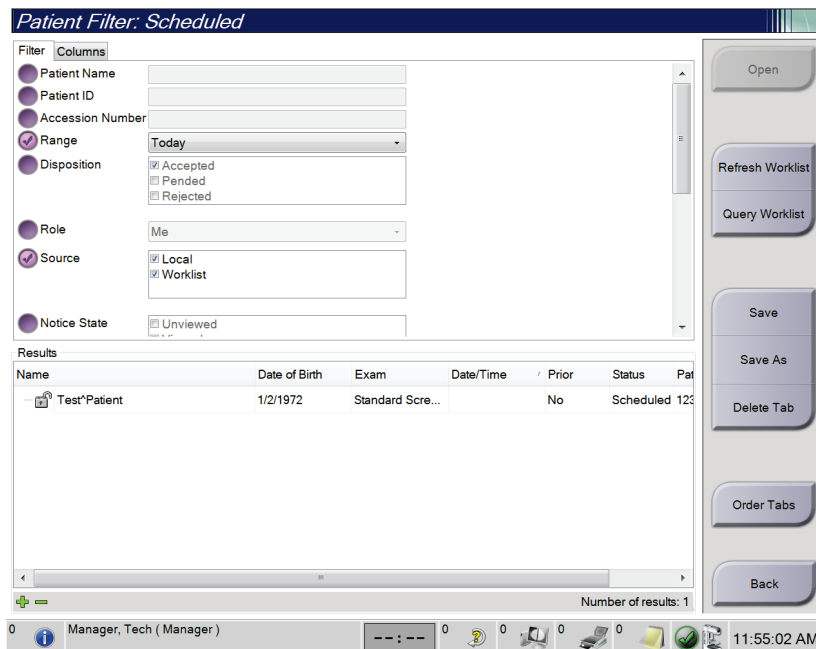 Patient Filter: Scheduled
Filter Columns
Patient Name
Patient ID
Accession Number
Range Today
Disposition Accepted
Pended
Rejected
Role Me
Source Local
Worklist
Notice State Unviewed
Open
Refresh Worklist
Query Worklist
Save
Save As
Delete Tab
Order Tabs
Back
Results
Name Date of Birth Exam Date/Time Prior Status Pat
Test^Patient 1/2/1972 Standard Scre... No Scheduled 123
Number of results: 1
0 Manager, Tech ( Manager ) --:-- 0 0 0 0 11:55:02 AM